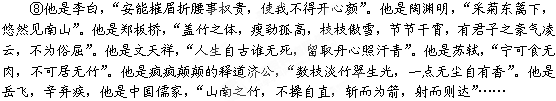 ⑧他是李白，“安能摧眉折腰事权贵，使我不得开心颜”。他是陶渊明，“采菊东篱下，
悠然见南山”。他是郑板桥，“盖竹之体，瘦劲孤高，枝枝傲雪，节节干霄，有君子之豪气凌
云，不为俗屈”。他是文天祥，“人生自古谁无死，留取丹心照汗青”。他是苏轼，“宁可食无
肉，不可居无竹”。他是疯疯颠颠的释道济公，“数枝淡竹翠生光，一点无尘自有香”。他是
岳飞，辛弃疾，他是中国儒家，“山南之竹，不搡自直，斩而为箭，射而则达”……